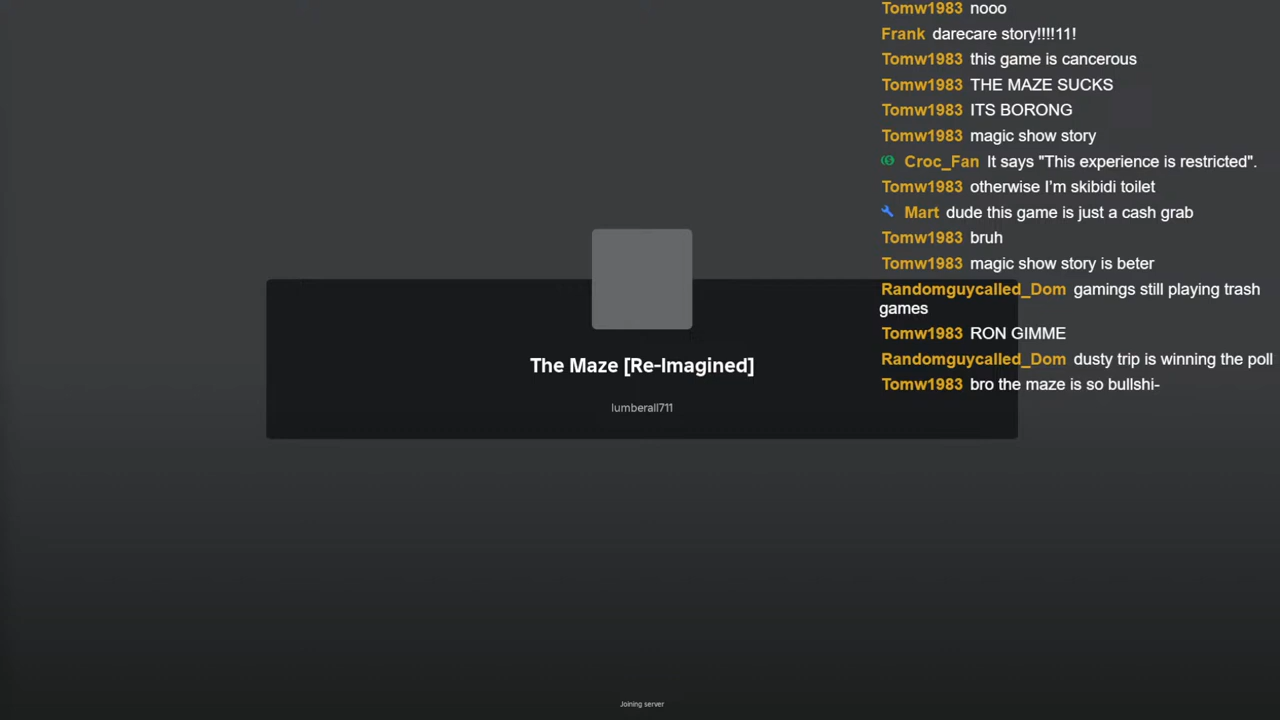 Tomw1983 nooo
Frank darecare story!!!!11!
Tomw1983 this game is cancerous
Tomw1983 THE MAZE SUCKS
Tomw1983 ITS BORONG
Tomw1983 magic show story
Croc_Fan It says "This experience is restricted".
Tomw1983 otherwise I'm skibidi toilet
Mart dude this game is just a cash grab
Tomw1983 bruh
Tomw1983 magic show story is beter
Randomguycalled_Dom gamings still playing trash
games
Tomw1983 RON GIMME
Randomguycalled_Dom dusty trip is winning the poll
Tomw1983 bro the maze is so bullshi-
The Maze [Re-Imagined]
lumberall711
Joining server